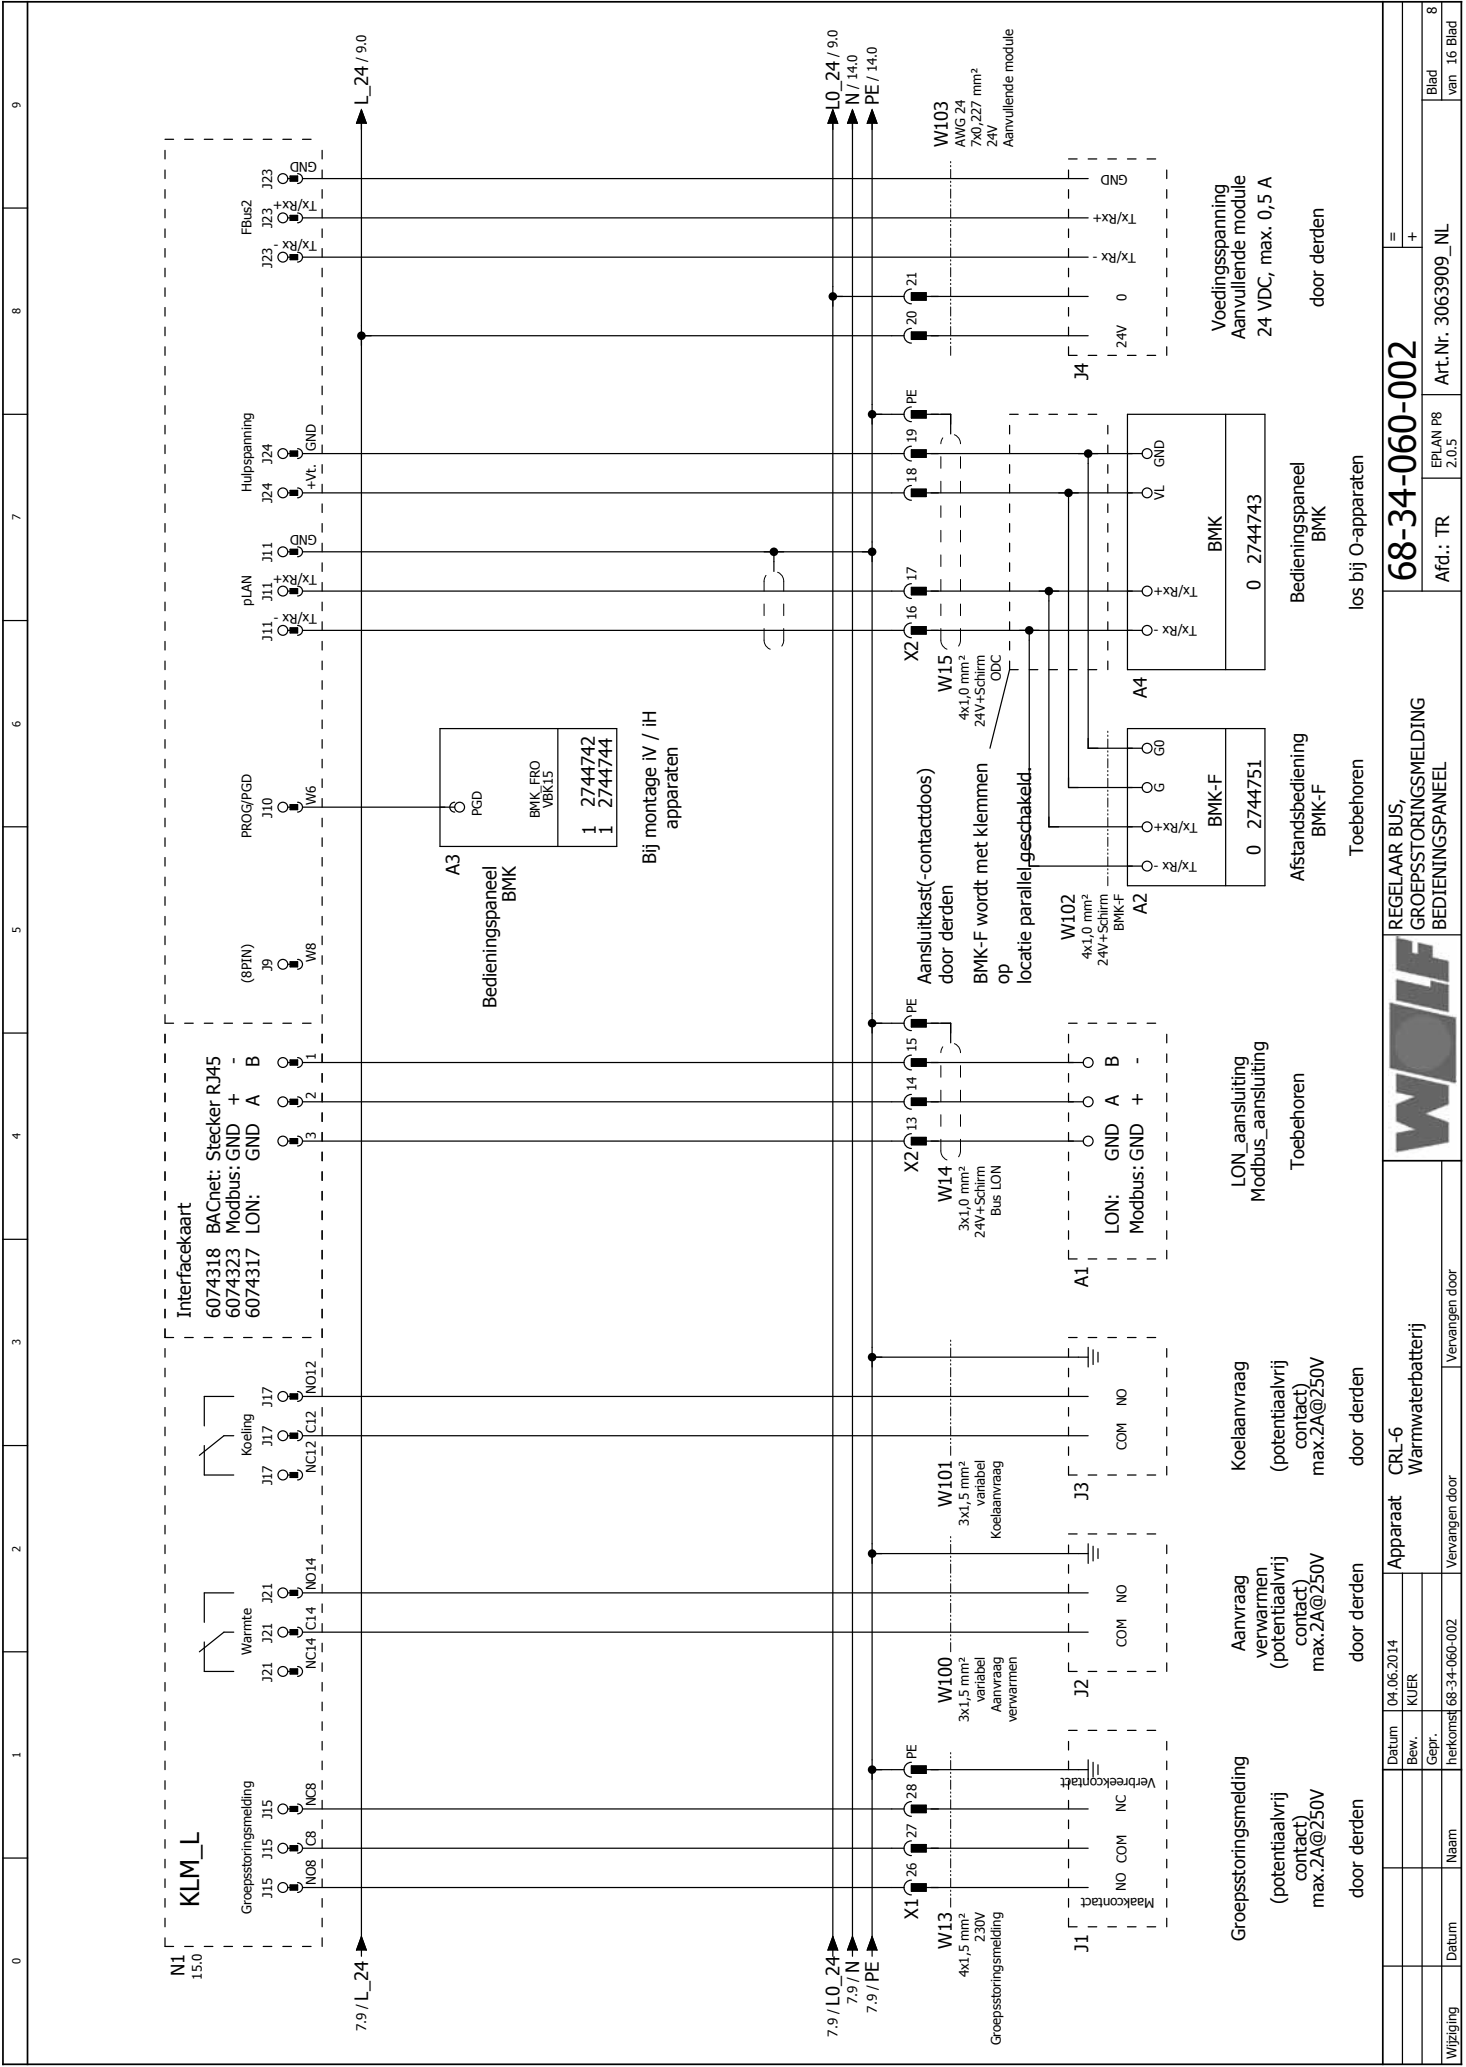 0 1 2 3 4 5 6 7 8 9
N1
15.0
KLM_L
Groepsstoringsmelding
J15 J15 J15
NO8 C8 NC8
Warmte
J21 J21 J21
NC14 C14 NO14
Koeling
J17 J17 J17
NC12 C12 NO12
Interfacekaart
6074318 BACnet: Stecker RJ45
6074323 Modbus: GND + -
6074317 LON: GND A B
3 2 1
(8PIN)
J9
W8
PROG/PGD
J10
W6
pLAN
J11 J11 J11
Tx/Rx - Tx/Rx+ GND
Hulpspanning
J24 J24
+Vt. GND
FBus2
J23 J23 J23
Tx/Rx - Tx/Rx+ GND
7.9 / L_24
L_24 / 9.0
A3
PGD
BMK_FRO
VBK15
1 2744742
1 2744744
Bedieningspaneel
BMK
Bij montage iV / iH
apparaten
7.9 / L0_24
7.9 / N
7.9 / PE
L0_24 / 9.0
N / 14.0
PE / 14.0
X1 26 27 28 PE
X2 13 14 15 PE
X2 16 17 18 19 PE
20 21
W13
4x1,5 mm²
230V
Groepsstoringsmelding
W100
3x1,5 mm²
variabel
Aanvraag
verwarmen
W101
3x1,5 mm²
variabel
Koelaanvraag
W14
3x1,0 mm²
24V+Schirm
Bus LON
Aansluitkast(-contactdoos)
door derden
BMK-F wordt met klemmen
op
locatie parallel geschakeld.
W15
4x1,0 mm²
24V+Schirm
ODC
W102
4x1,0 mm²
24V+Schirm
BMK-F
W103
AWG 24
7x0,227 mm²
24V
Aanvullende module
J1
Maakcontact
NO COM NC
Verbreekcontact
J2
COM NO
J3
COM NO
A1
LON: GND A B
Modbus: GND + -
A2
Tx/Rx - Tx/Rx+ G G0
BMK-F
0 2744751
A4
Tx/Rx - Tx/Rx+ VL GND
BMK
0 2744743
J4
24V 0 Tx/Rx - Tx/Rx+ GND
Groepsstoringsmelding
(potentiaalvrij
contact)
max.2A@250V
door derden
Aanvraag
verwarmen
(potentiaalvrij
contact)
max.2A@250V
door derden
Koelaanvraag
(potentiaalvrij
contact)
max.2A@250V
door derden
LON_aansluiting
Modbus_aansluiting
Toebehoren
Afstandsbediening
BMK-F
Toebehoren
Bedieningspaneel
BMK
los bij O-apparaten
Voedingsspanning
Aanvullende module
24 VDC, max. 0,5 A
door derden
Wijziging Datum Naam
Datum 04.06.2014
Bew. KUER
Gepr.
herkomst 68-34-060-002
Apparaat CRL-6
Warmwaterbatterij
Vervangen door Vervangen door
WOLF
REGELAAR BUS,
GROEPSSTORINGSMELDING
BEDIENINGSPANEEL
68-34-060-002
Afd.: TR
EPLAN P8
2.0.5
Art.Nr. 3063909_NL
=
+
Blad 8
van 16 Blad